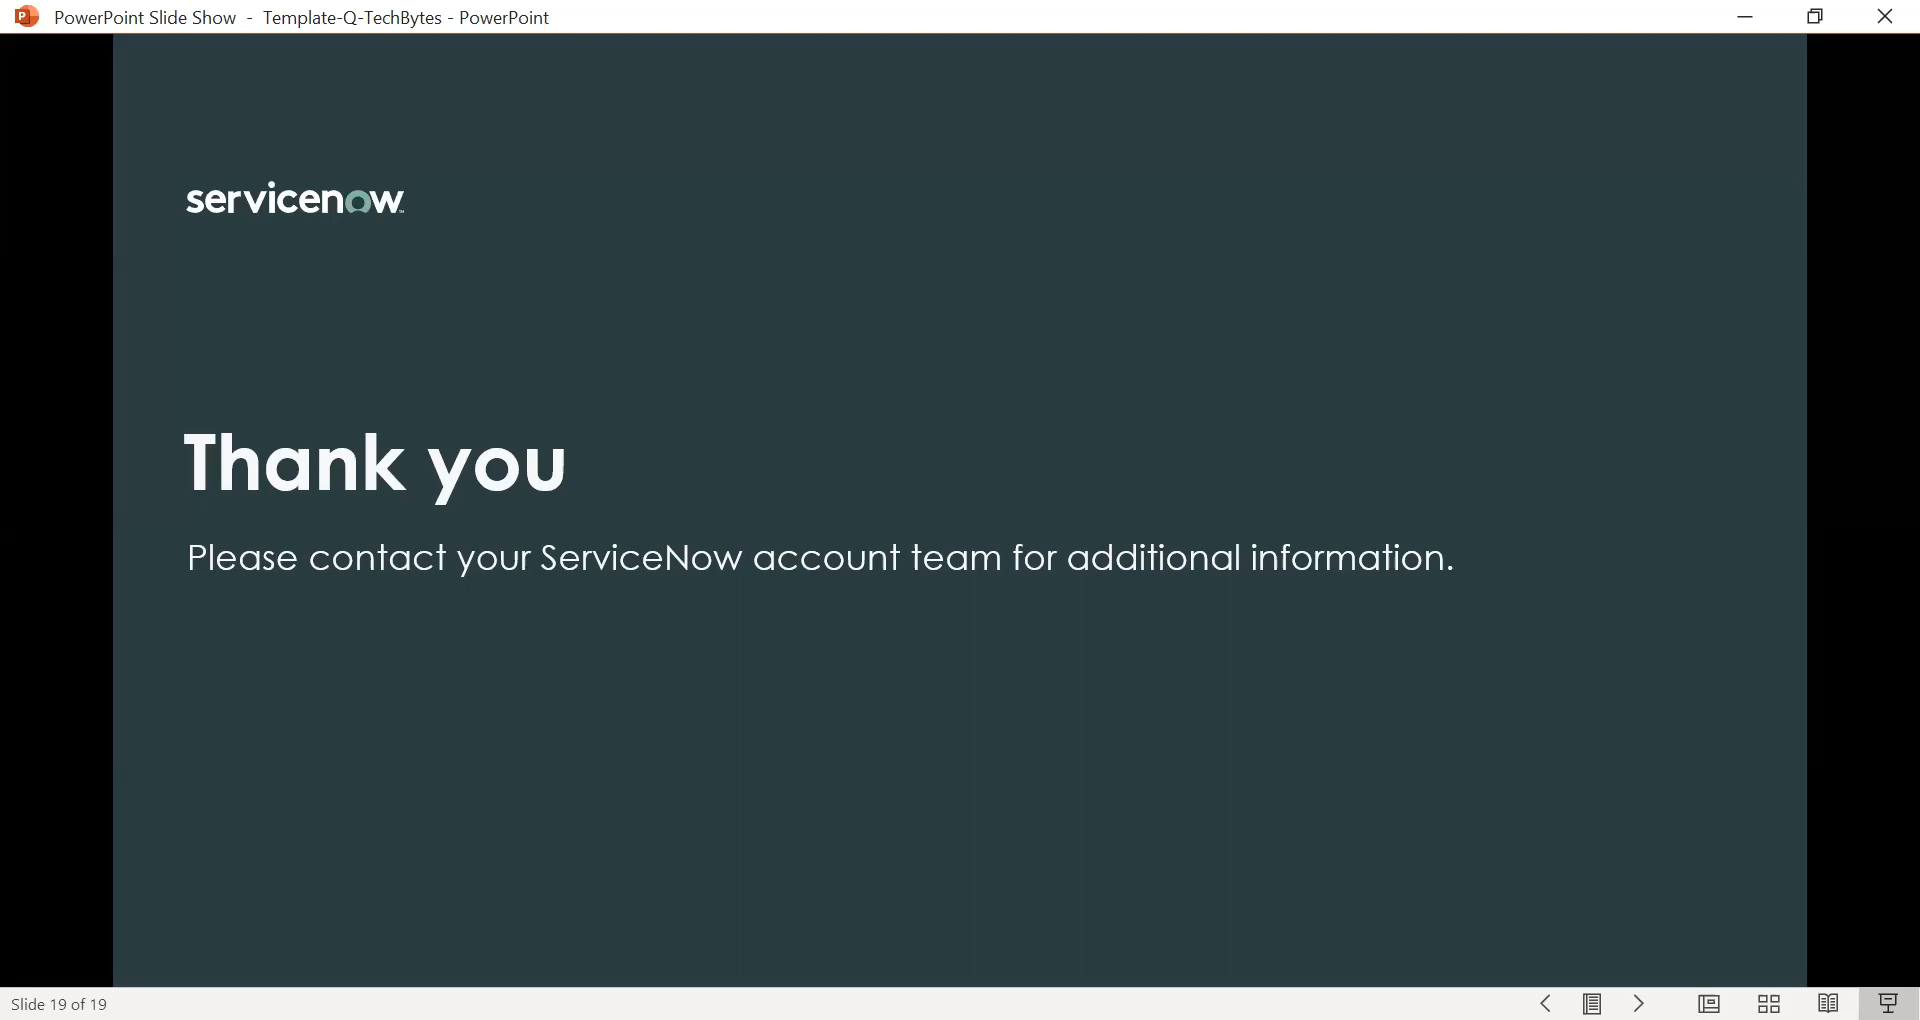 PowerPoint Slide Show - Template-Q-TechBytes - PowerPoint
servicenow™
Thank you
Please contact your ServiceNow account team for additional information.
Slide 19 of 19